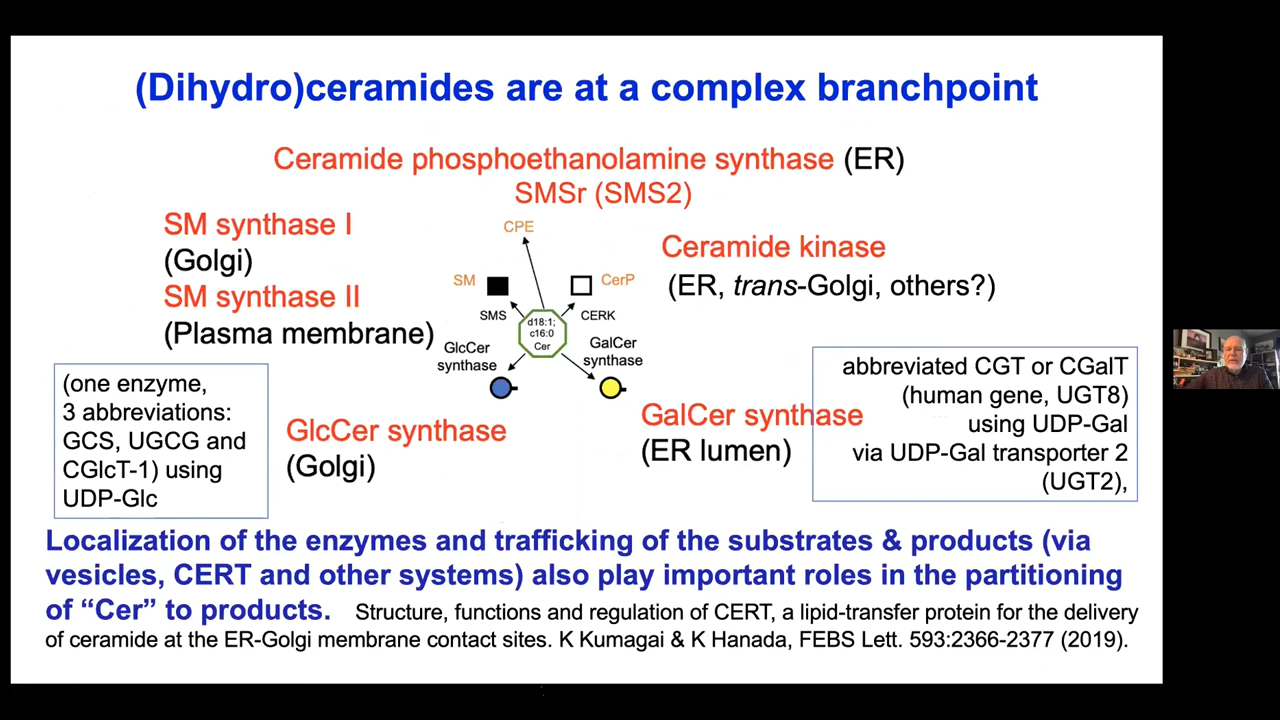 (Dihydro)ceramides are at a complex branchpoint
Ceramide phosphoethanolamine synthase (ER)
SMSr (SMS2)
SM synthase I
(Golgi)
SM synthase II
(Plasma membrane)
CPE
SM
CerP
SMS
CERK
d18:1;
c16:0
Cer
GlcCer
synthase
GalCer
synthase
Ceramide kinase
(ER, trans-Golgi, others?)
(one enzyme,
3 abbreviations:
GCS, UGCG and
CGlcT-1) using
UDP-Glc
GlcCer synthase
(Golgi)
GalCer synthase
(ER lumen)
abbreviated CGT or CGalT
(human gene, UGT8)
using UDP-Gal
via UDP-Gal transporter 2
(UGT2),
Localization of the enzymes and trafficking of the substrates & products (via
vesicles, CERT and other systems) also play important roles in the partitioning
of “Cer” to products. Structure, functions and regulation of CERT, a lipid-transfer protein for the delivery
of ceramide at the ER-Golgi membrane contact sites. K Kumagai & K Hanada, FEBS Lett. 593:2366-2377 (2019).